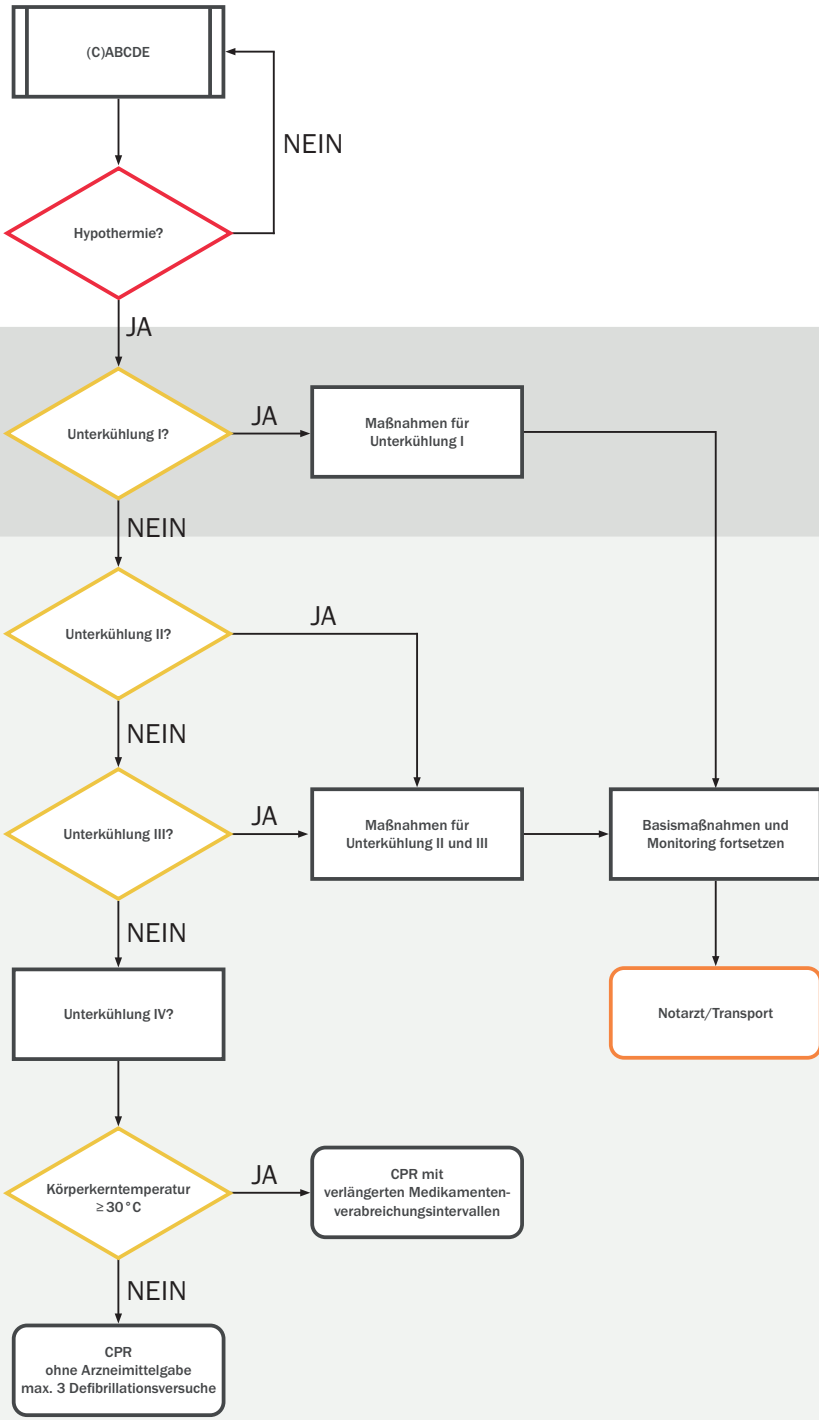 (C)ABCDE
NEIN
Hypothermie?
JA
Unterkühlung I?
JA
Maßnahmen für
Unterkühlung I
NEIN
Unterkühlung II?
JA
NEIN
Unterkühlung III?
JA
Maßnahmen für
Unterkühlung II und III
Basismaßnahmen und
Monitoring fortsetzen
NEIN
Unterkühlung IV?
Notarzt/Transport
Körperkerntemperatur
≥ 30 °C
JA
CPR mit
verlängerten Medikamenten-
verabreichungsintervallen
NEIN
CPR
ohne Arzneimittelgabe
max. 3 Defibrillationsversuche